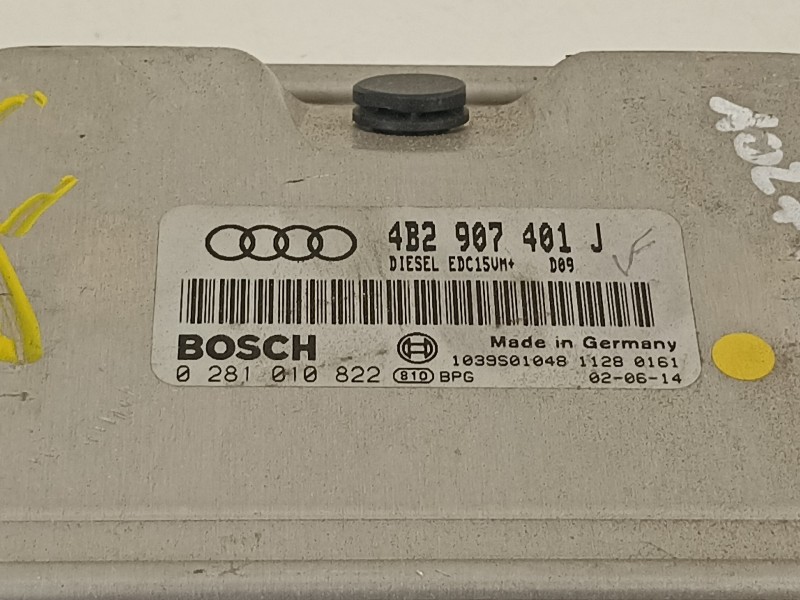 4B2 907 401 J
DIESEL EDC15VM+ D09
BOSCH
Made in Germany
1039S01048 1128 0161
0 281 010 822 810 BPG 02-06-14